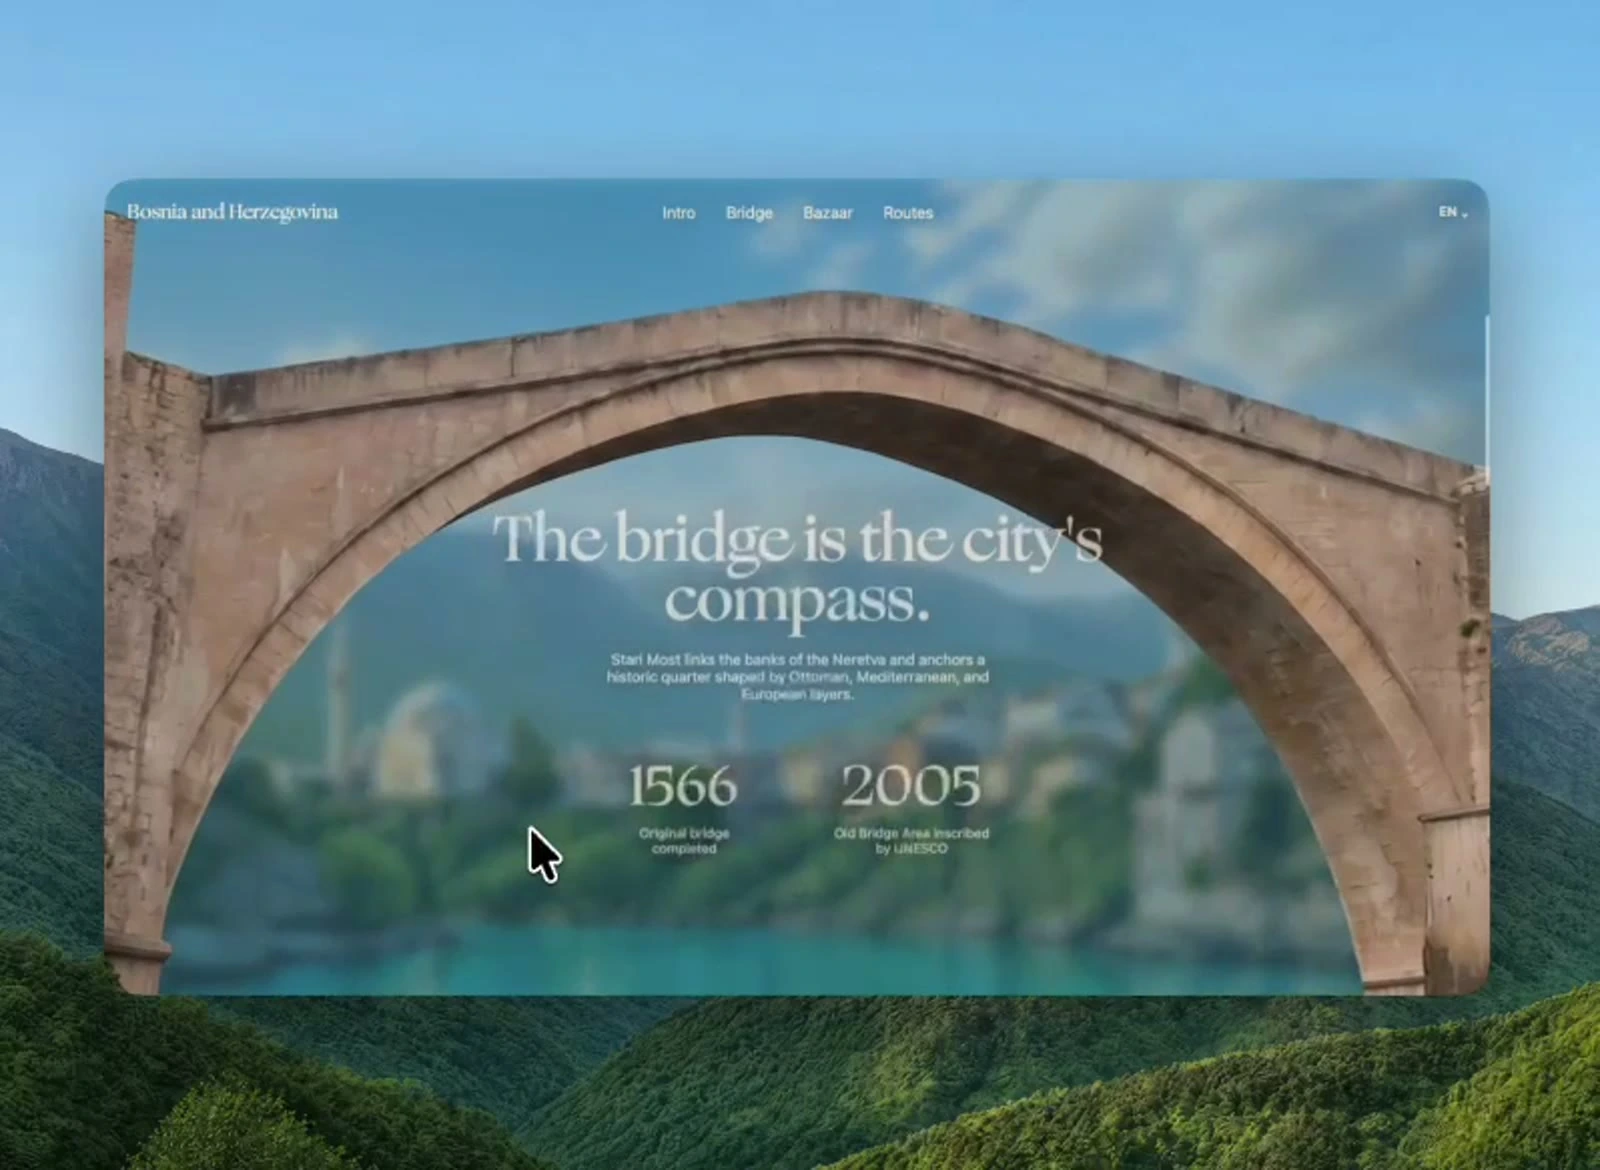 Bosnia and Herzegovina
Intro
Bridge
Bazaar
Routes
EN
The bridge is the city's
compass.
Stari Most links the banks of the Neretva and anchors a
historic quarter shaped by Ottoman, Mediterranean, and
European layers.
1566
Original bridge
completed
2005
Old Bridge Area inscribed
by UNESCO